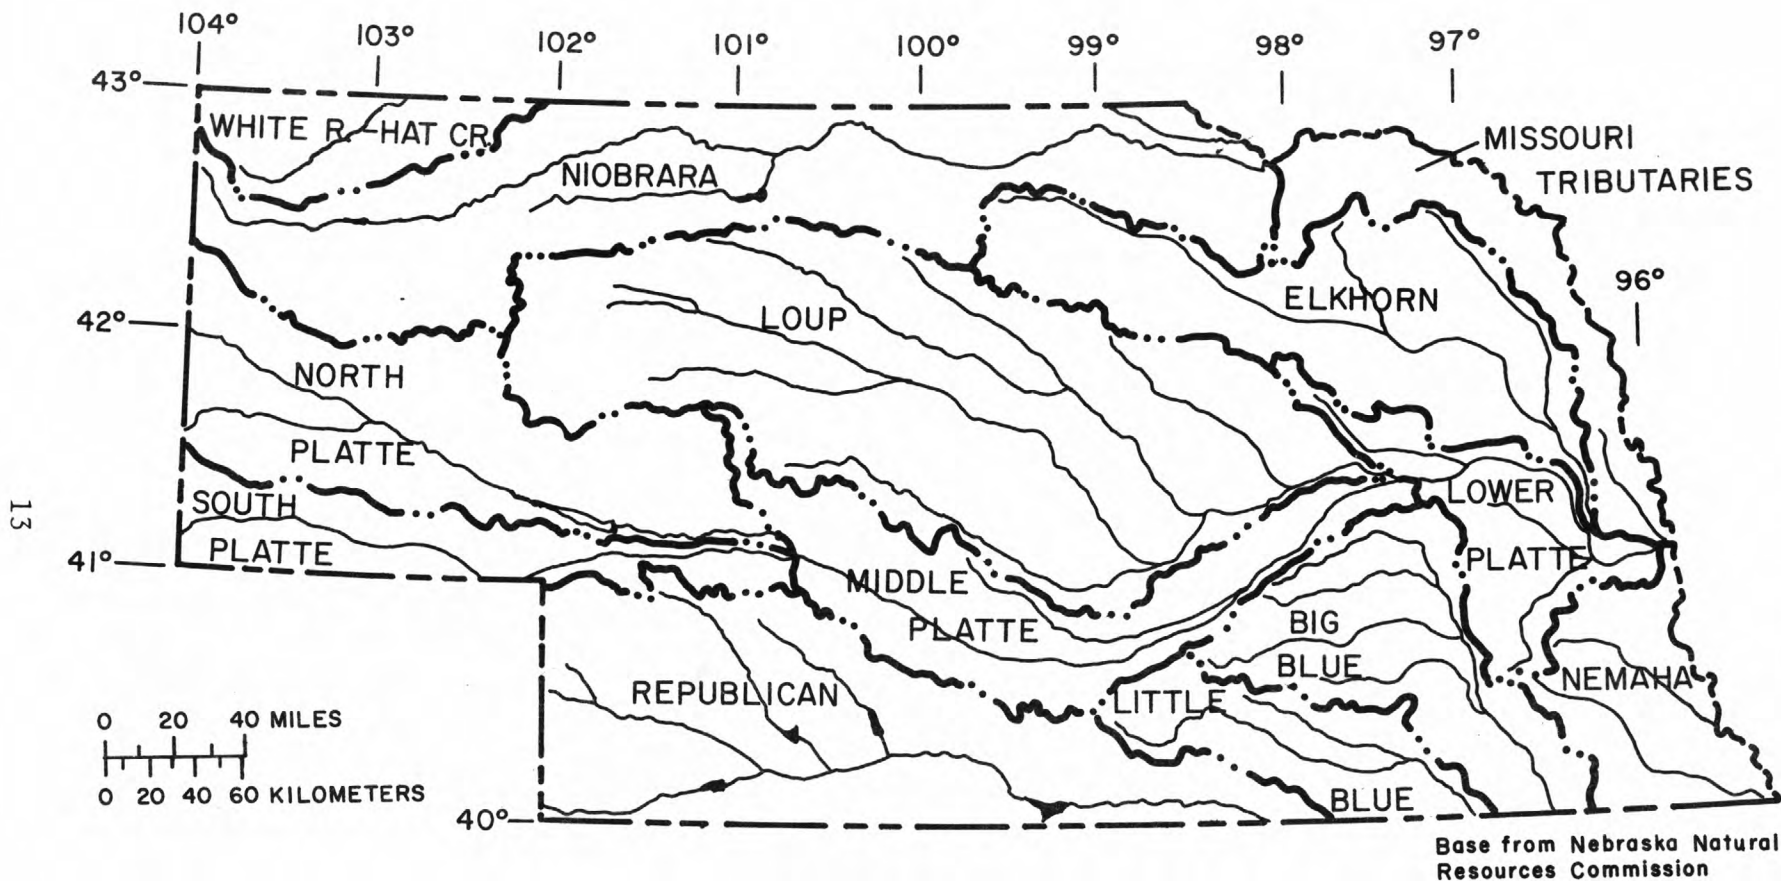 104°
103°
102°
101°
100°
99°
98°
97°
43°
WHITE R.-HAT CR.
MISSOURI
TRIBUTARIES
NIOBRARA
96°
ELKHORN
42°
LOUP
NORTH
PLATTE
LOWER
PLATTE
SOUTH
PLATTE
41°
MIDDLE
PLATTE
BIG
BLUE
NEMAHA
REPUBLICAN
LITTLE
BLUE
0 20 40 MILES
0 20 40 60 KILOMETERS
40°
Base from Nebraska Natural
Resources Commission
13